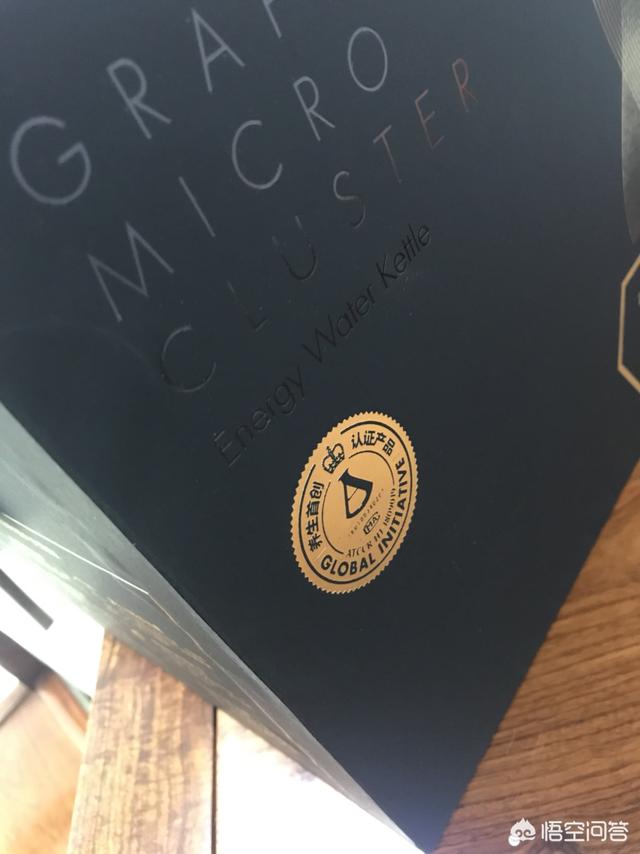 GRAP
MICRO
CLUSTER
Energy Water Kettle
养生首创
认证产品
GLOBAL INITIATIVE
悟空问答